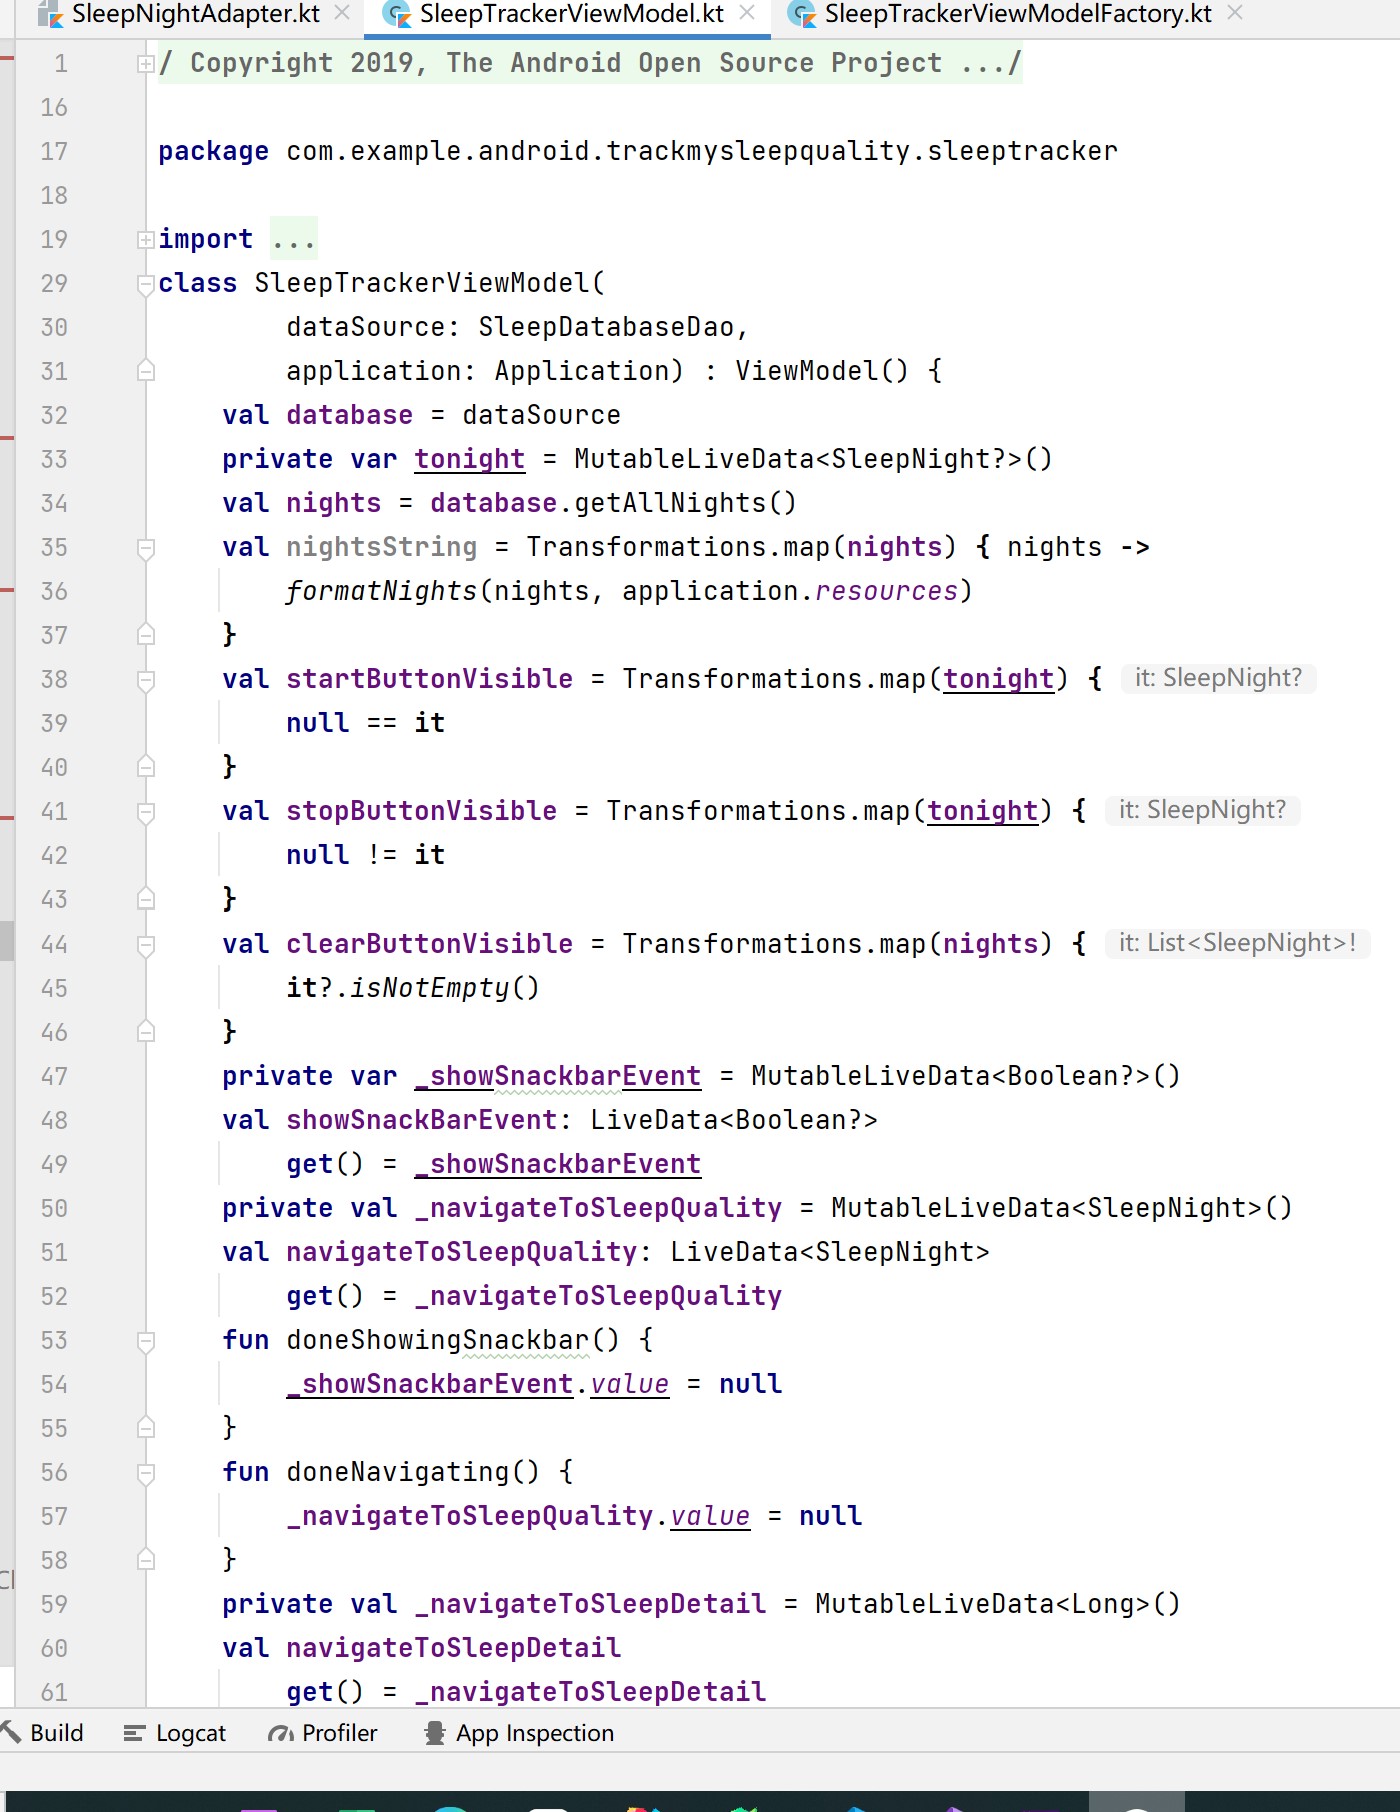 SleepNightAdapter.kt SleepTrackerViewModel.kt SleepTrackerViewModelFactory.kt
1 / Copyright 2019, The Android Open Source Project .../
16
17 package com.example.android.trackmysleepquality.sleeptracker
18
19 import ...
29 class SleepTrackerViewModel(
30 dataSource: SleepDatabaseDao,
31 application: Application) : ViewModel() {
32 val database = dataSource
33 private var tonight = MutableLiveData<SleepNight?>()
34 val nights = database.getAllNights()
35 val nightsString = Transformations.map(nights) { nights ->
36 formatNights(nights, application.resources)
37 }
38 val startButtonVisible = Transformations.map(tonight) { it: SleepNight?
39 null == it
40 }
41 val stopButtonVisible = Transformations.map(tonight) { it: SleepNight?
42 null != it
43 }
44 val clearButtonVisible = Transformations.map(nights) { it: List<SleepNight>!
45 it?.isNotEmpty()
46 }
47 private var _showSnackbarEvent = MutableLiveData<Boolean?>()
48 val showSnackBarEvent: LiveData<Boolean?>
49 get() = _showSnackbarEvent
50 private val _navigateToSleepQuality = MutableLiveData<SleepNight>()
51 val navigateToSleepQuality: LiveData<SleepNight>
52 get() = _navigateToSleepQuality
53 fun doneShowingSnackbar() {
54 _showSnackbarEvent.value = null
55 }
56 fun doneNavigating() {
57 _navigateToSleepQuality.value = null
58 }
59 private val _navigateToSleepDetail = MutableLiveData<Long>()
60 val navigateToSleepDetail
61 get() = _navigateToSleepDetail
Build Logcat Profiler App Inspection